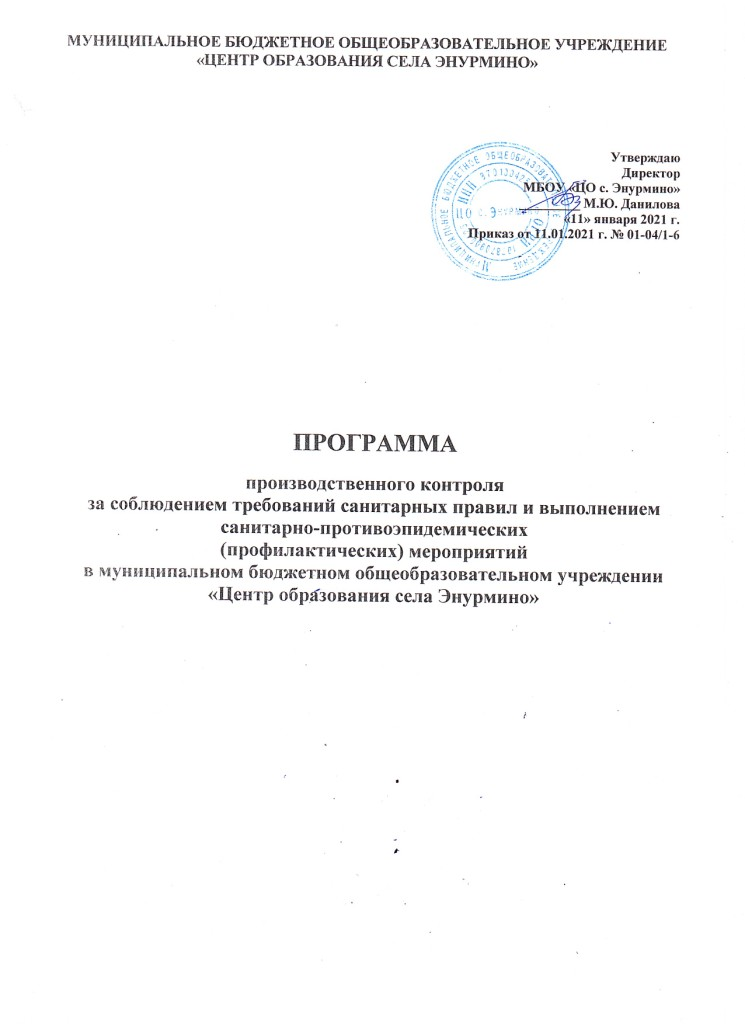 МУНИЦИПАЛЬНОЕ БЮДЖЕТНОЕ ОБЩЕОБРАЗОВАТЕЛЬНОЕ УЧРЕЖДЕНИЕ
«ЦЕНТР ОБРАЗОВАНИЯ СЕЛА ЭНУРМИНО»
Утверждаю
Директор
МБОУ «ЦО с. Энурмино»
М.Ю. Данилова
«11» января 2021 г.
Приказ от 11.01.2021 г. № 01-04/1-6
ПРОГРАММА
производственного контроля
за соблюдением требований санитарных правил и выполнением
санитарно-противоэпидемических
(профилактических) мероприятий
в муниципальном бюджетном общеобразовательном учреждении
«Центр образования села Энурмино»